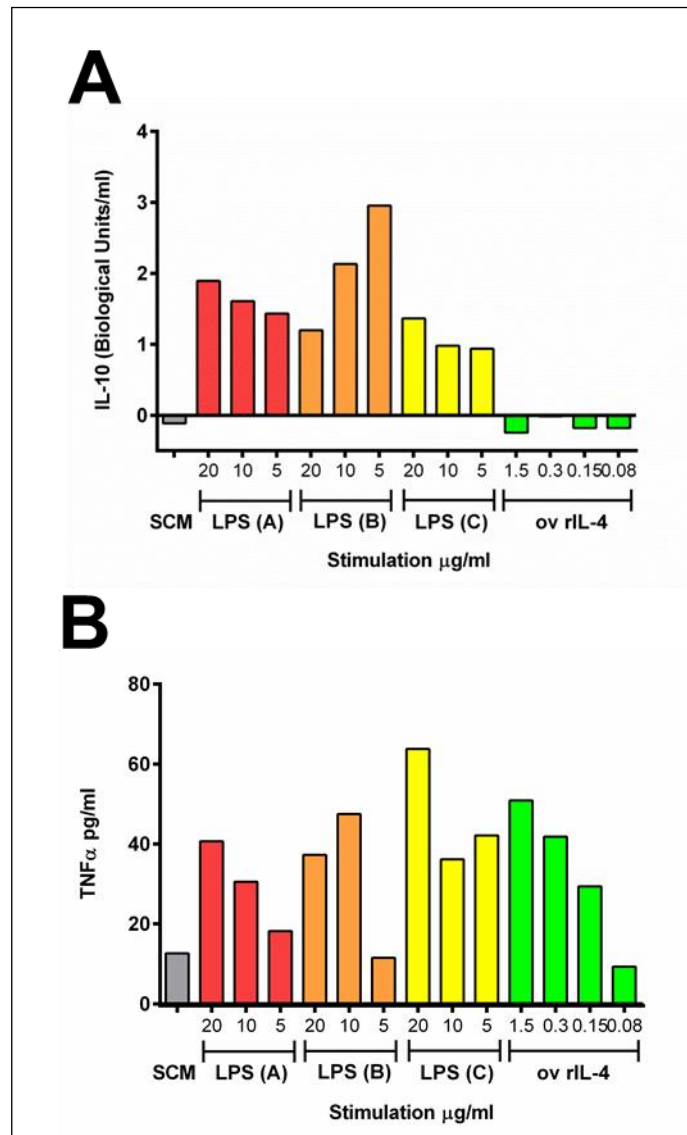 A
IL-10 (Biological Units/ml)
4
3
2
1
0
20 10 5 20 10 5 20 10 5 1.5 0.3 0.15 0.08
SCM LPS (A) LPS (B) LPS (C) ov rIL-4
Stimulation μg/ml
B
TNFα pg/ml
80
60
40
20
0
20 10 5 20 10 5 20 10 5 1.5 0.3 0.15 0.08
SCM LPS (A) LPS (B) LPS (C) ov rIL-4
Stimulation μg/ml